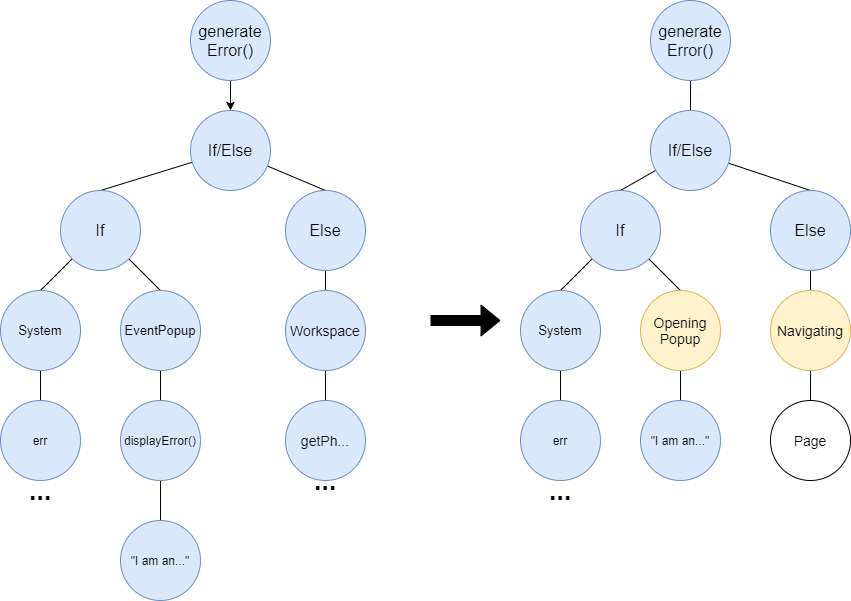 generate
Error()
If/Else
If
Else
System
EventPopup
Workspace
err
displayError()
getPh...
...
...
"I am an..."
generate
Error()
If/Else
If
Else
System
Opening
Popup
Navigating
err
"I am an..."
Page
...